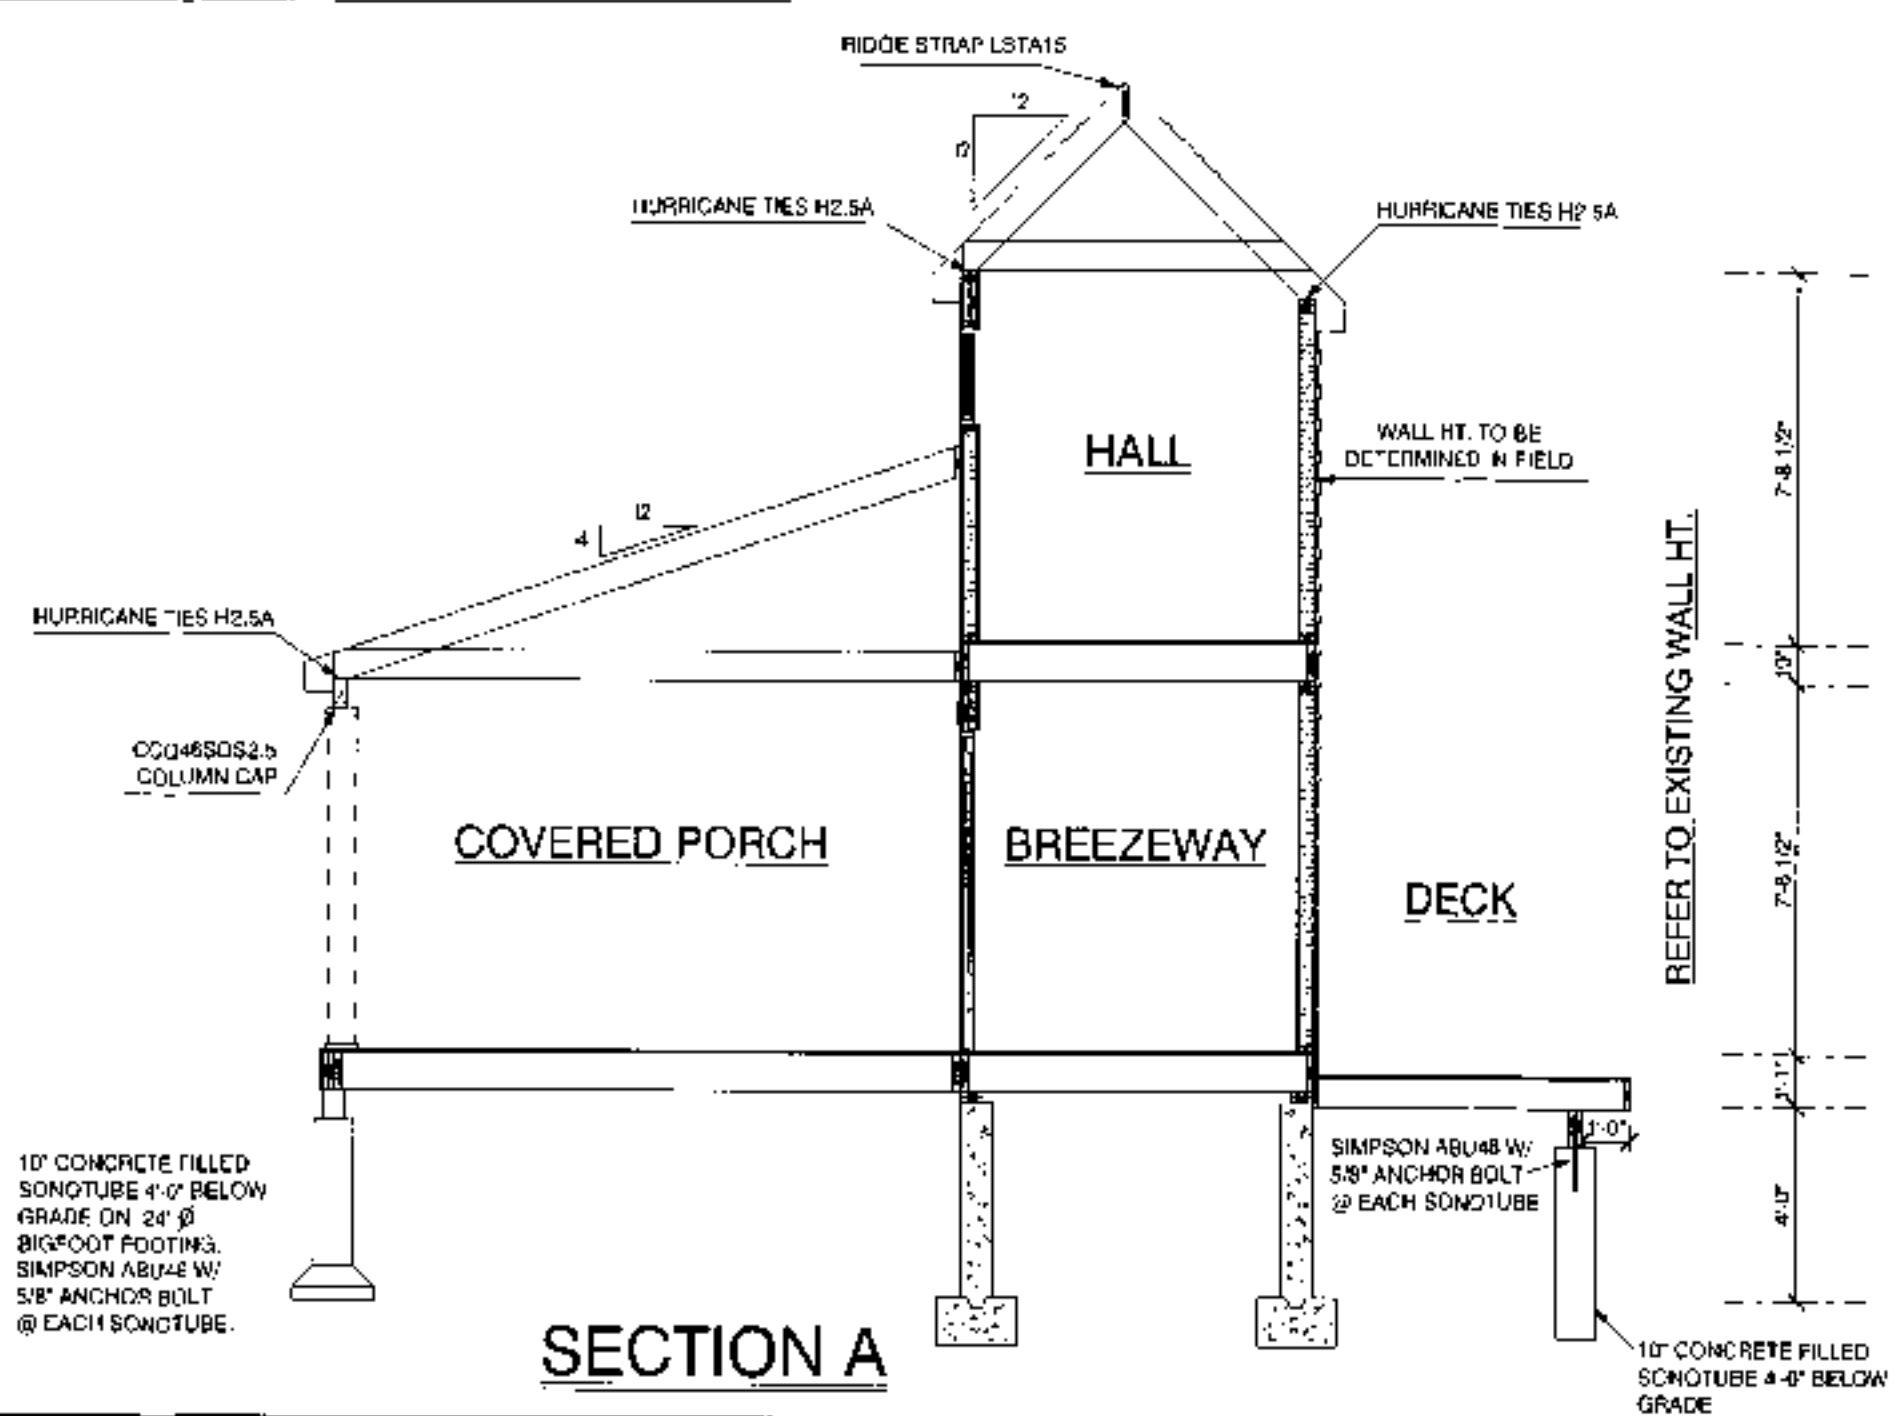 RIDGE STRAP LSTA15
12
12
HURRICANE TIES H2.5A
HURRICANE TIES H2.5A
HALL
WALL HT. TO BE
DETERMINED IN FIELD
7'-8 1/2"
12
4
HURRICANE TIES H2.5A
REFER TO EXISTING WALL HT.
COLUMN CAP
COVERED PORCH
BREEZEWAY
DECK
7'-8 1/2"
1'-1"
1'-0"
10" CONCRETE FILLED
SONOTUBE 4'-0" BELOW
GRADE ON 24" Ø
BIGFOOT FOOTING.
SIMPSON ABU46 W/
5/8" ANCHOR BOLT
@ EACH SONOTUBE.
SIMPSON ABU46 W/
5/8" ANCHOR BOLT
@ EACH SONOTUBE
4'-0"
SECTION A
10" CONCRETE FILLED
SONOTUBE 4'-0" BELOW
GRADE